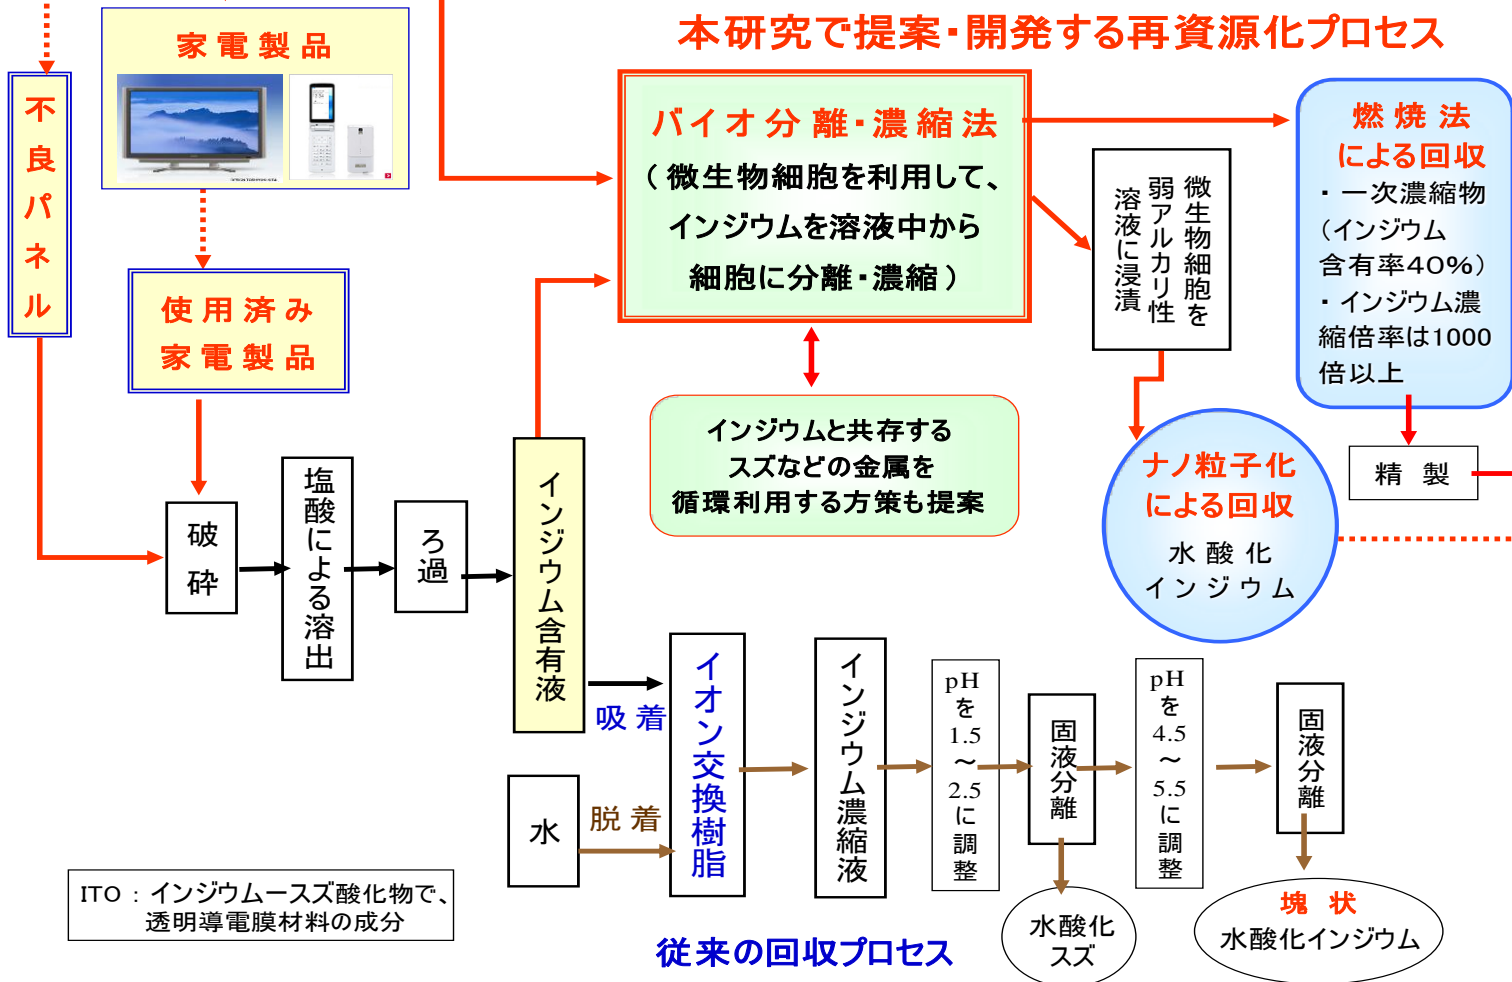 本研究で提案・開発する再資源化プロセス
家電製品
不良パネル
使用済み
家電製品
バイオ分離・濃縮法
（微生物細胞を利用して、
インジウムを溶液中から
細胞に分離・濃縮）
微生物細胞を
弱アルカリ性
溶液に浸漬
燃焼法
による回収
・一次濃縮物
（インジウム
含有率40%）
・インジウム濃
縮倍率は1000
倍以上
インジウムと共存する
スズなどの金属を
循環利用する方策も提案
ナノ粒子化
による回収
水酸化
インジウム
精製
破砕
塩酸による溶出
ろ過
インジウム含有液
吸着
水
脱着
イオン交換樹脂
インジウム濃縮液
pH
を
1.5
～
2.5
に
調
整
固液分離
pH
を
4.5
～
5.5
に
調
整
固液分離
水酸化
スズ
塊状
水酸化インジウム
ITO：インジウムースズ酸化物で、
透明導電膜材料の成分
従来の回収プロセス